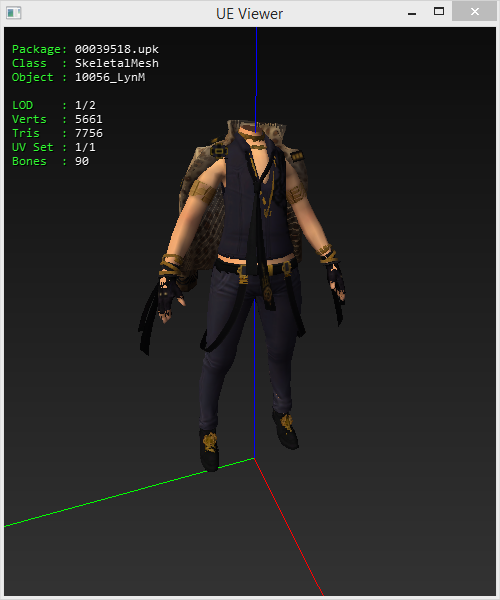 UE Viewer
Package: 00039518.upk
Class : SkeletalMesh
Object : 10056_LynM
LOD : 1/2
Verts : 5661
Tris : 7756
UV Set : 1/1
Bones : 90